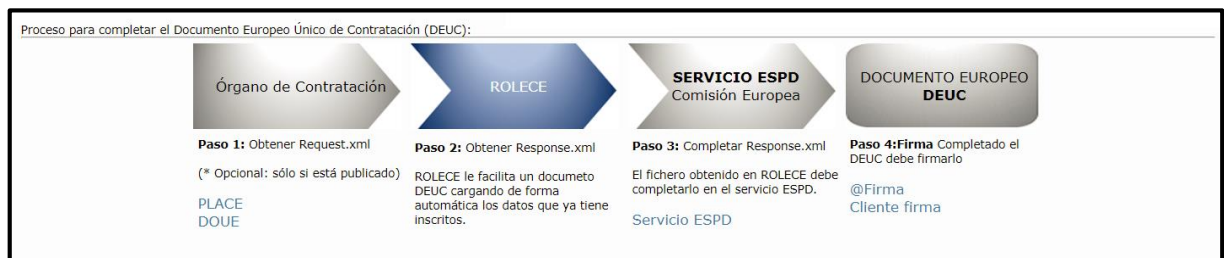 Proceso para completar el Documento Europeo Único de Contratación (DEUC):
Órgano de Contratación
ROLECE
SERVICIO ESPD
Comisión Europea
DOCUMENTO EUROPEO
DEUC
Paso 1: Obtener Request.xml
(* Opcional: sólo si está publicado)
PLACE
DOUE
Paso 2: Obtener Response.xml
ROLECE le facilita un documeto
DEUC cargando de forma
automática los datos que ya tiene
inscritos.
Paso 3: Completar Response.xml
El fichero obtenido en ROLECE debe
completarlo en el servicio ESPD.
Servicio ESPD
Paso 4:Firma Completado el
DEUC debe firmarlo
@Firma
Cliente firma